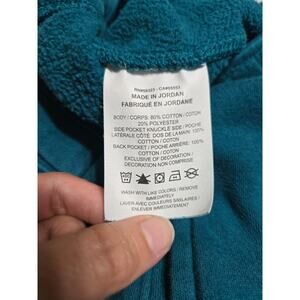 MADE IN JORDAN
FABRIQUÉ EN JORDANIE
BODY / CORPS: 80% COTTON / COTON
20% POLYESTER
SIDE POCKET KNUCKLE SIDE / POCHE
LATÉRALE CÔTÉ DOS DE LA MAIN: 100%
COTTON / COTON
BACK POCKET / POCHE ARRIÈRE: 100%
COTTON / COTON
EXCLUSIVE OF DECORATION /
DÉCORATION NON COMPRISE
WASH WITH LIKE COLORS / REMOVE
IMMEDIATELY
LAVER AVEC COULEURS SIMILAIRES /
ENLEVER IMMÉDIATEMENT